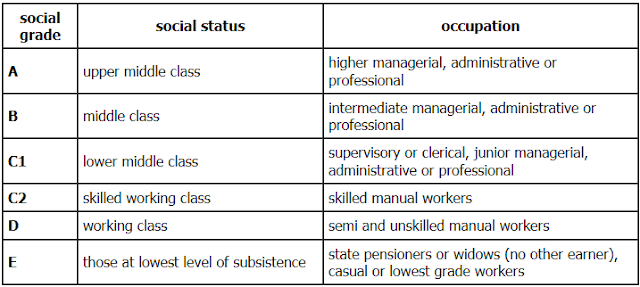 social grade social status occupation
A upper middle class higher managerial, administrative or professional
B middle class intermediate managerial, administrative or professional
C1 lower middle class supervisory or clerical, junior managerial, administrative or professional
C2 skilled working class skilled manual workers
D working class semi and unskilled manual workers
E those at lowest level of subsistence state pensioners or widows (no other earner), casual or lowest grade workers